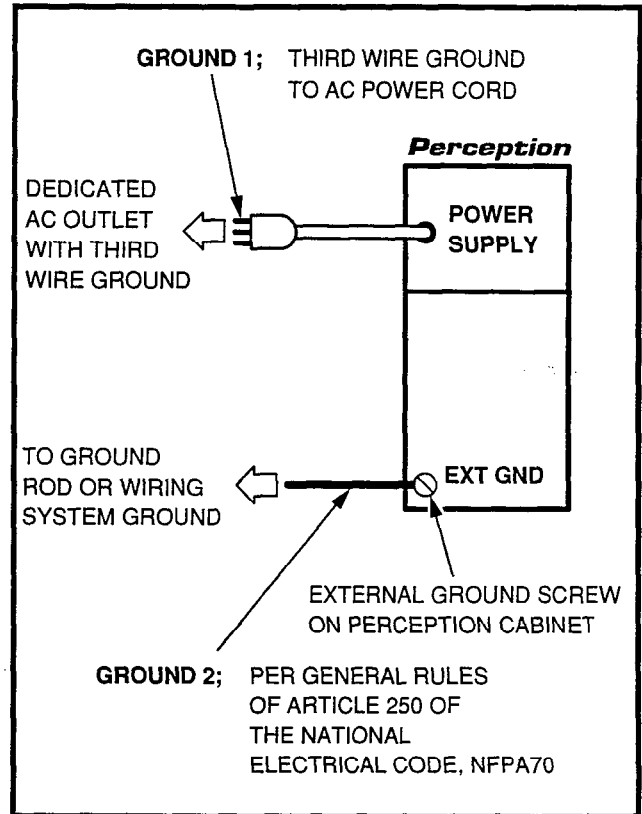 GROUND 1; THIRD WIRE GROUND
TO AC POWER CORD
Perception
DEDICATED
AC OUTLET
WITH THIRD
WIRE GROUND
POWER
SUPPLY
TO GROUND
ROD OR WIRING
SYSTEM GROUND
EXT GND
EXTERNAL GROUND SCREW
ON PERCEPTION CABINET
GROUND 2; PER GENERAL RULES
OF ARTICLE 250 OF
THE NATIONAL
ELECTRICAL CODE, NFPA70